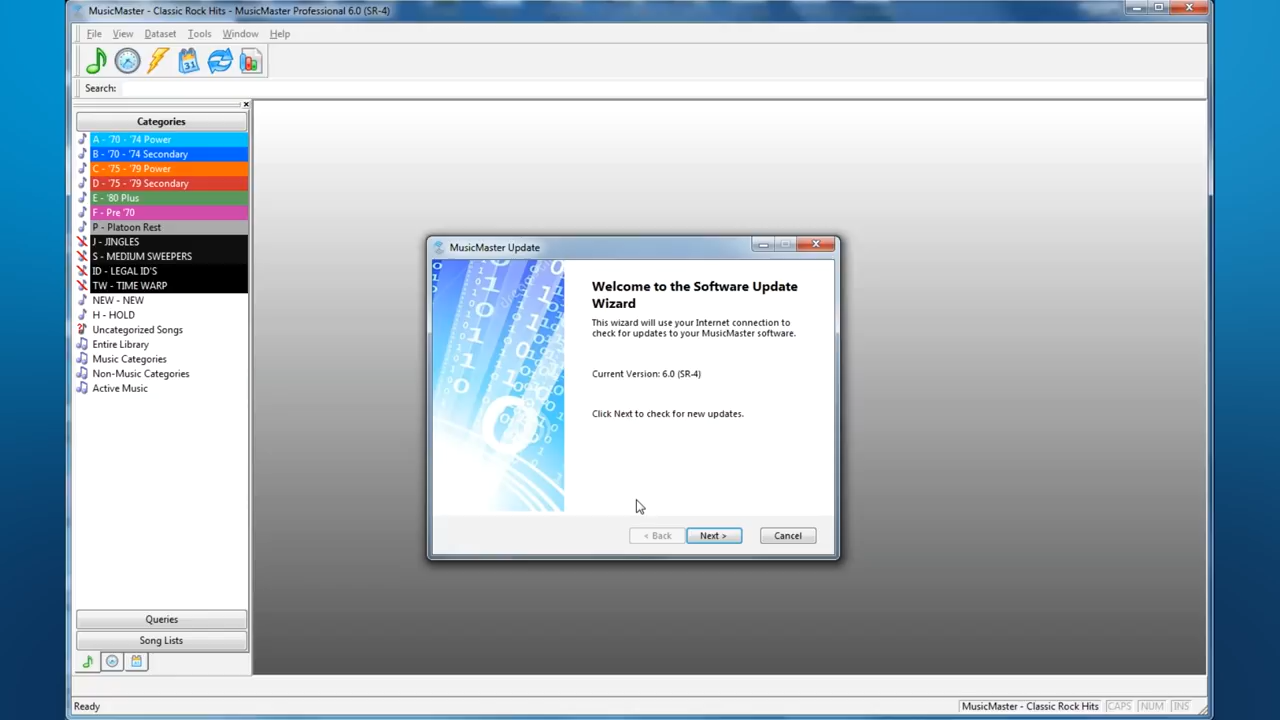 MusicMaster - Classic Rock Hits - MusicMaster Professional 6.0 (SR-4)
File View Dataset Tools Window Help
31
Search:
Categories
A - '70 - '74 Power
B - '70 - '74 Secondary
C - '75 - '79 Power
D - '75 - '79 Secondary
E - '80 Plus
F - Pre '70
P - Platoon Rest
J - JINGLES
S - MEDIUM SWEEPERS
ID - LEGAL ID'S
TW - TIME WARP
NEW - NEW
H - HOLD
Uncategorized Songs
Entire Library
Music Categories
Non-Music Categories
Active Music
Queries
Song Lists
MusicMaster Update
Welcome to the Software Update
Wizard
This wizard will use your Internet connection to
check for updates to your MusicMaster software.
Current Version: 6.0 (SR-4)
Click Next to check for new updates.
< Back Next > Cancel
Ready MusicMaster - Classic Rock Hits CAPS NUM INS